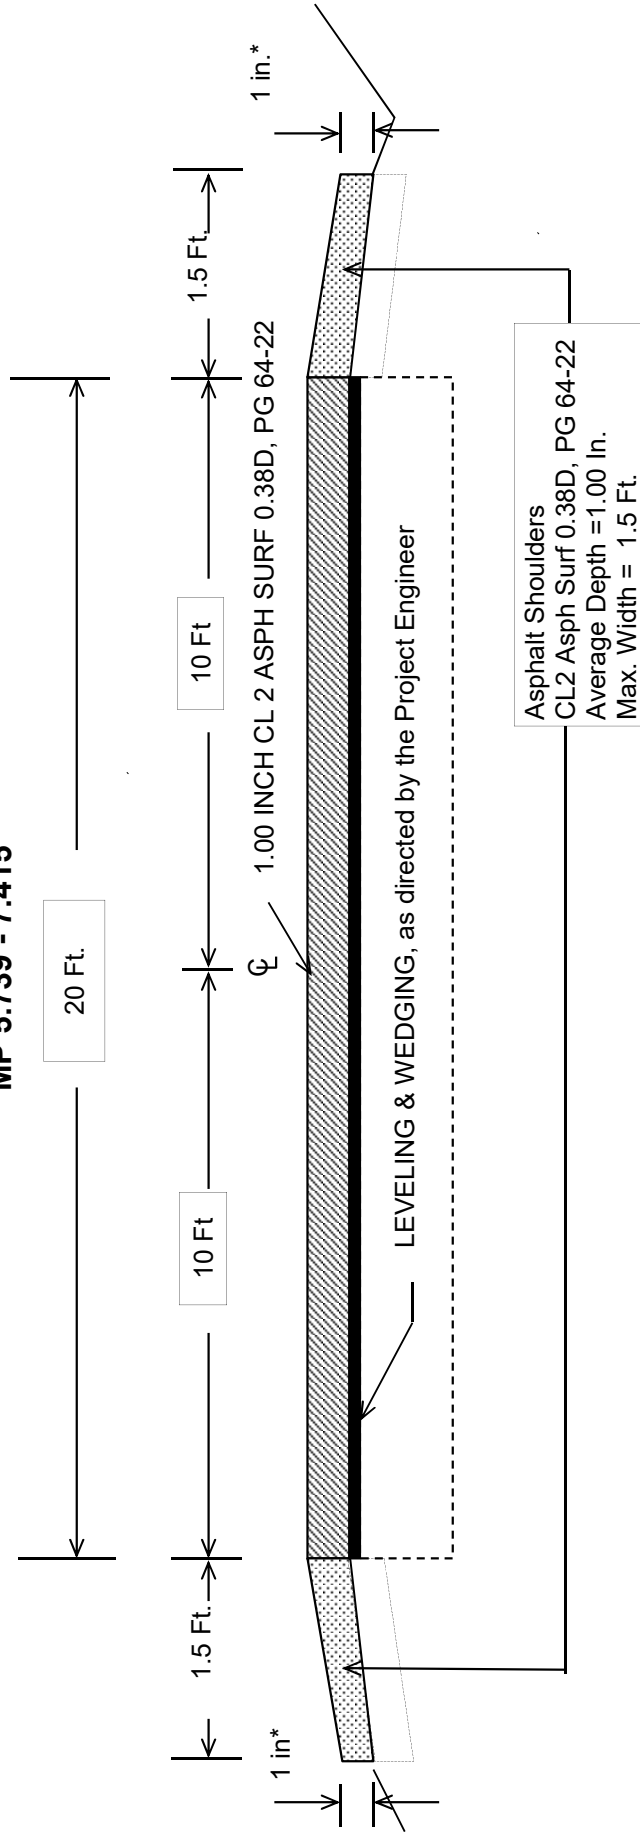 MP 5.739 - 7.415
20 Ft.
1.5 Ft.
10 Ft
10 Ft
1.5 Ft.
1 in*
CL
1.00 INCH CL 2 ASPH SURF 0.38D, PG 64-22
1 in.*
LEVELING & WEDGING, as directed by the Project Engineer
Asphalt Shoulders
CL2 Asph Surf 0.38D, PG 64-22
Average Depth =1.00 In.
Max. Width = 1.5 Ft.